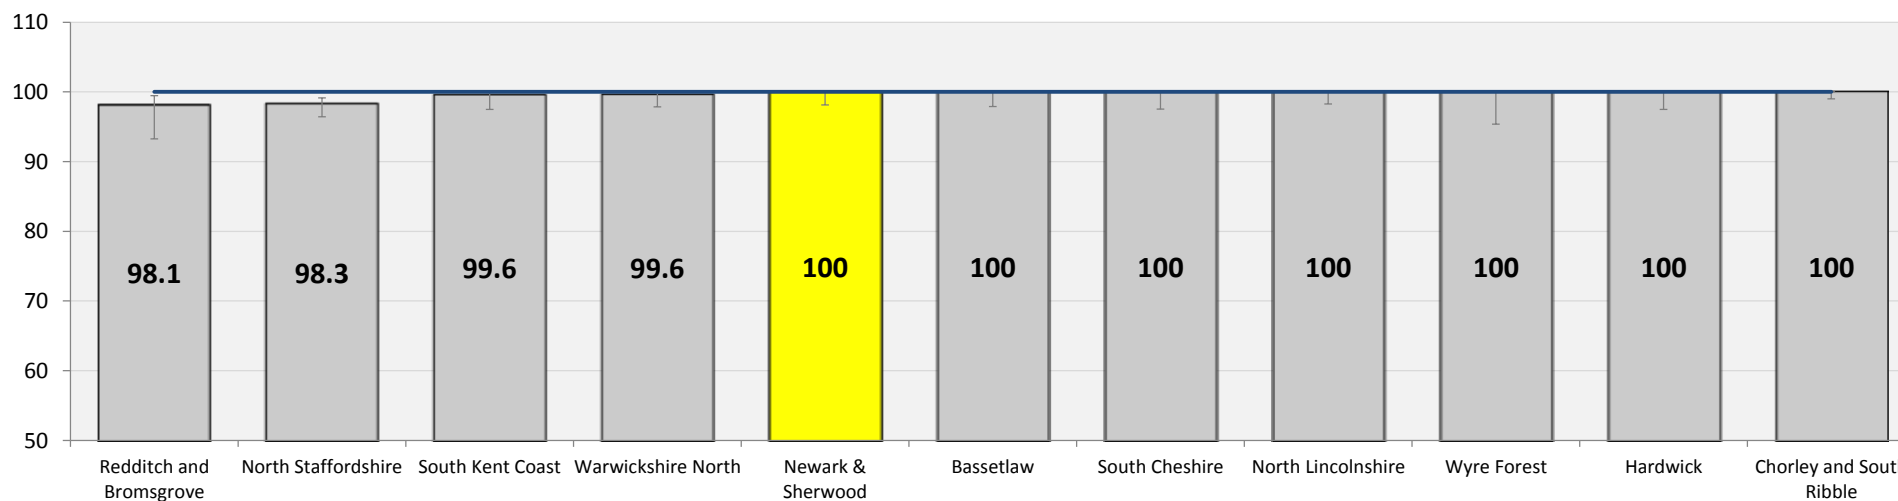 110
100
90
80
70
60
50
98.1
98.3
99.6
99.6
100
100
100
100
100
100
100
Redditch and
Bromsgrove
North Staffordshire
South Kent Coast
Warwickshire North
Newark &
Sherwood
Bassetlaw
South Cheshire
North Lincolnshire
Wyre Forest
Hardwick
Chorley and Sout
Ribble